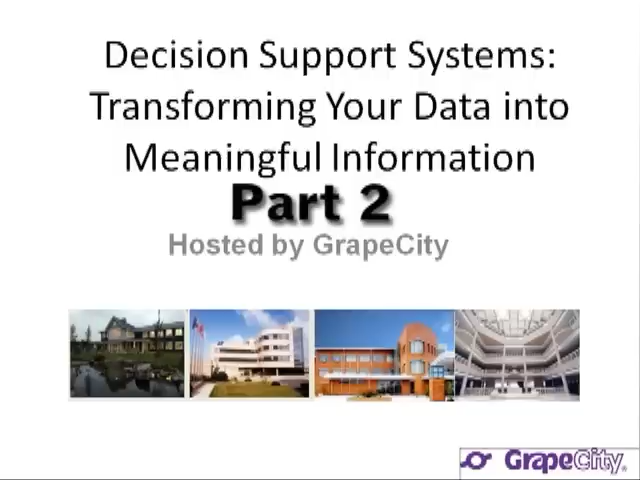 Decision Support Systems:
Transforming Your Data into
Meaningful Information
Part 2
Hosted by GrapeCity
GrapeCity®